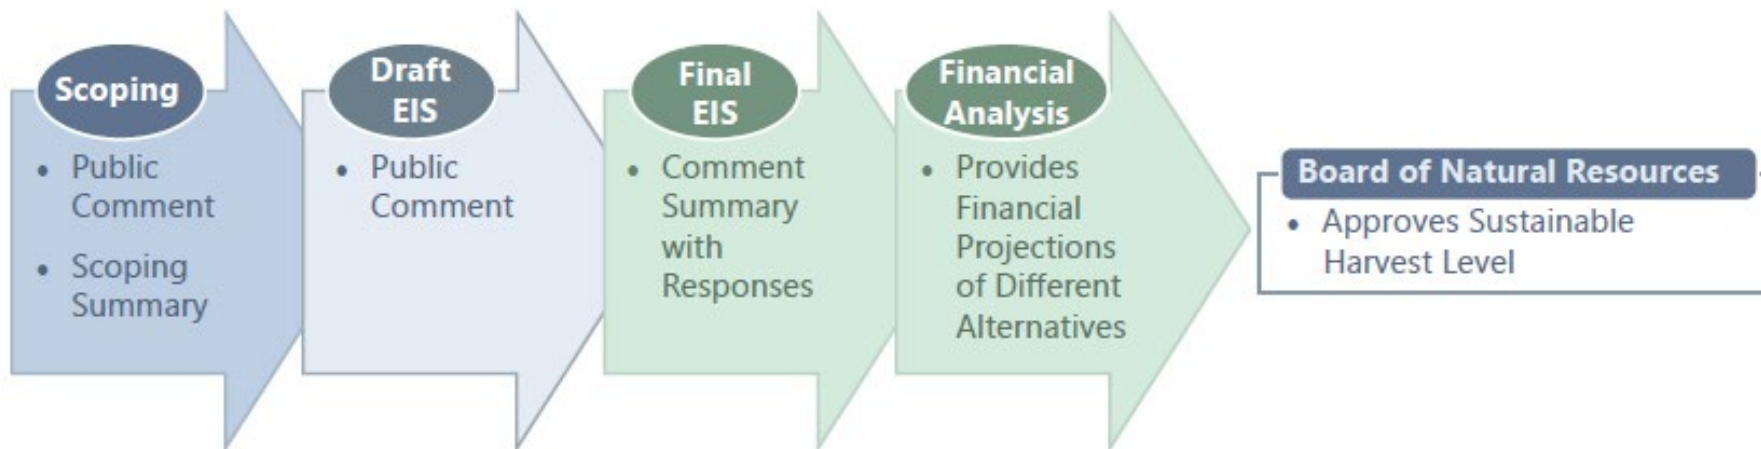 Scoping
• Public
Comment
• Scoping
Summary
Draft
EIS
• Public
Comment
Final
EIS
• Comment
Summary
with
Responses
Financial
Analysis
• Provides
Financial
Projections
of Different
Alternatives
Board of Natural Resources
• Approves Sustainable
Harvest Level